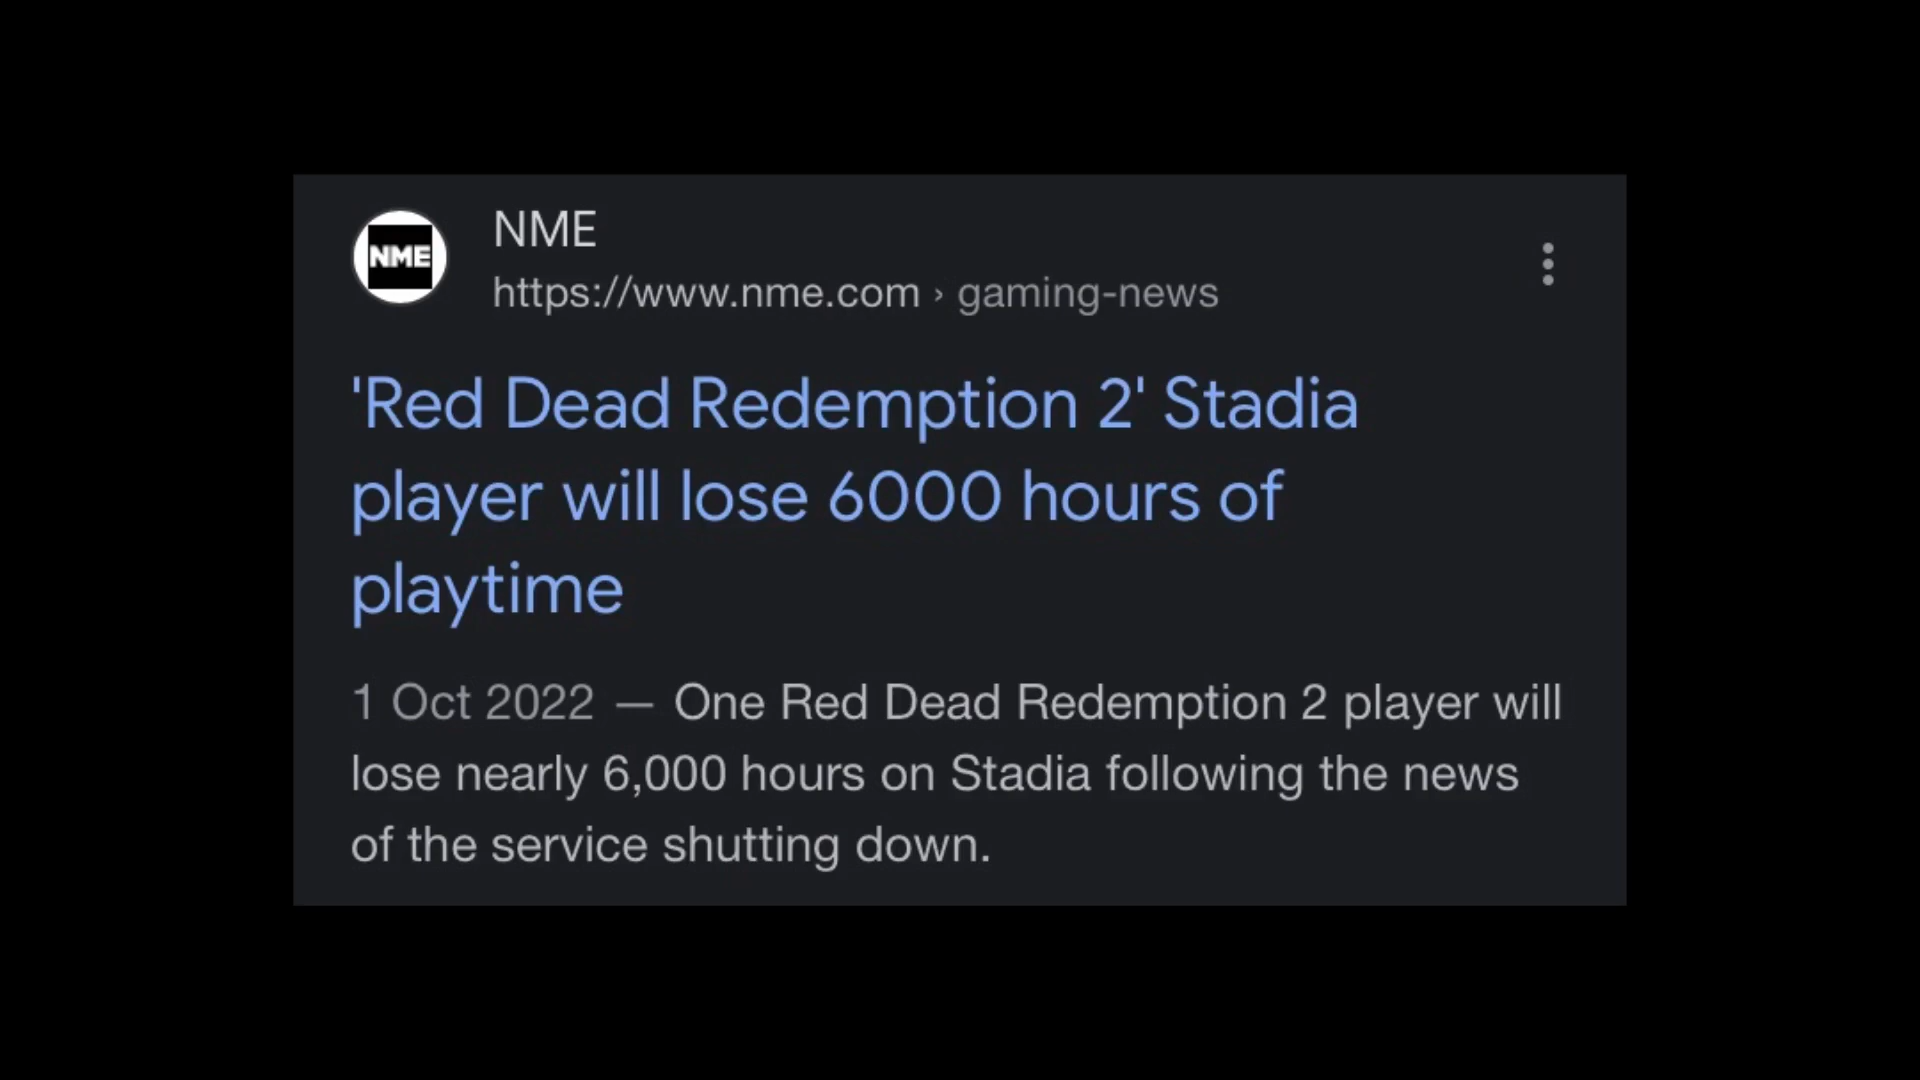 NME
NME
https://www.nme.com › gaming-news
'Red Dead Redemption 2' Stadia
player will lose 6000 hours of
playtime
1 Oct 2022 — One Red Dead Redemption 2 player will
lose nearly 6,000 hours on Stadia following the news
of the service shutting down.